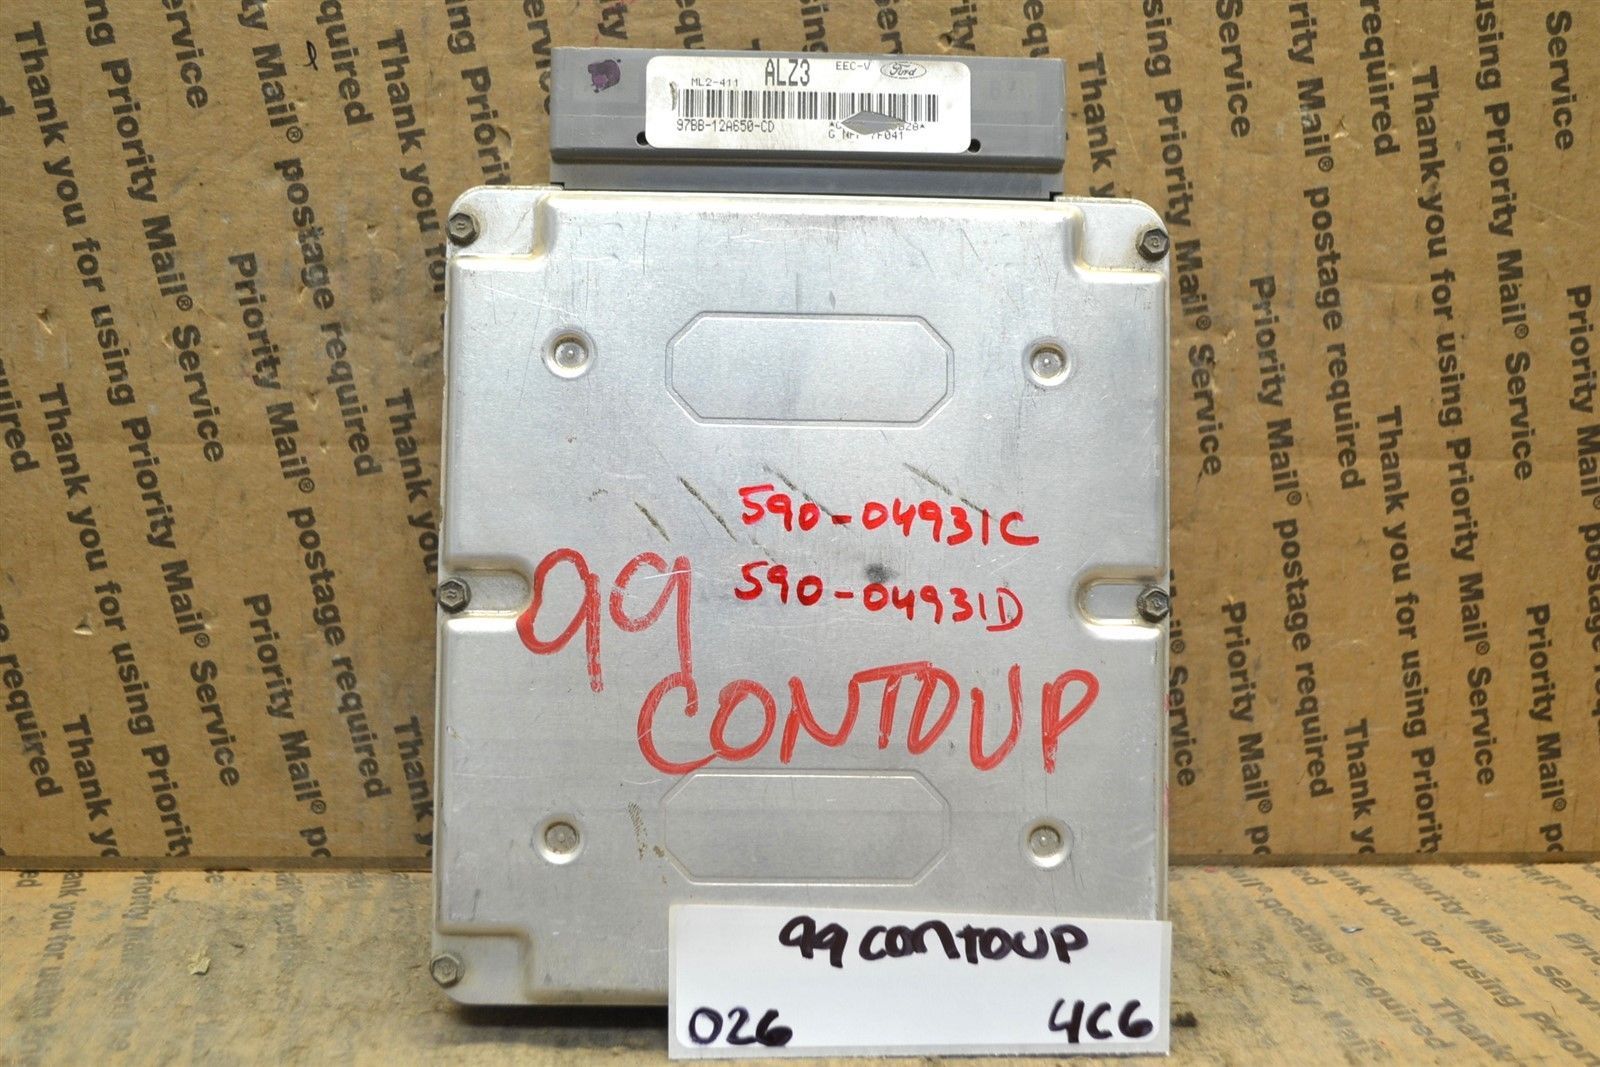 ML2-411 ALZ3 EEC-V Ford
97BB-12A650-CD
7F041
590-04931C
590-04931D
99
CONTOUP
99 CONTOUP
026 4C6
Thank you for using Priority Mail® Service
Priority Mail® postage required